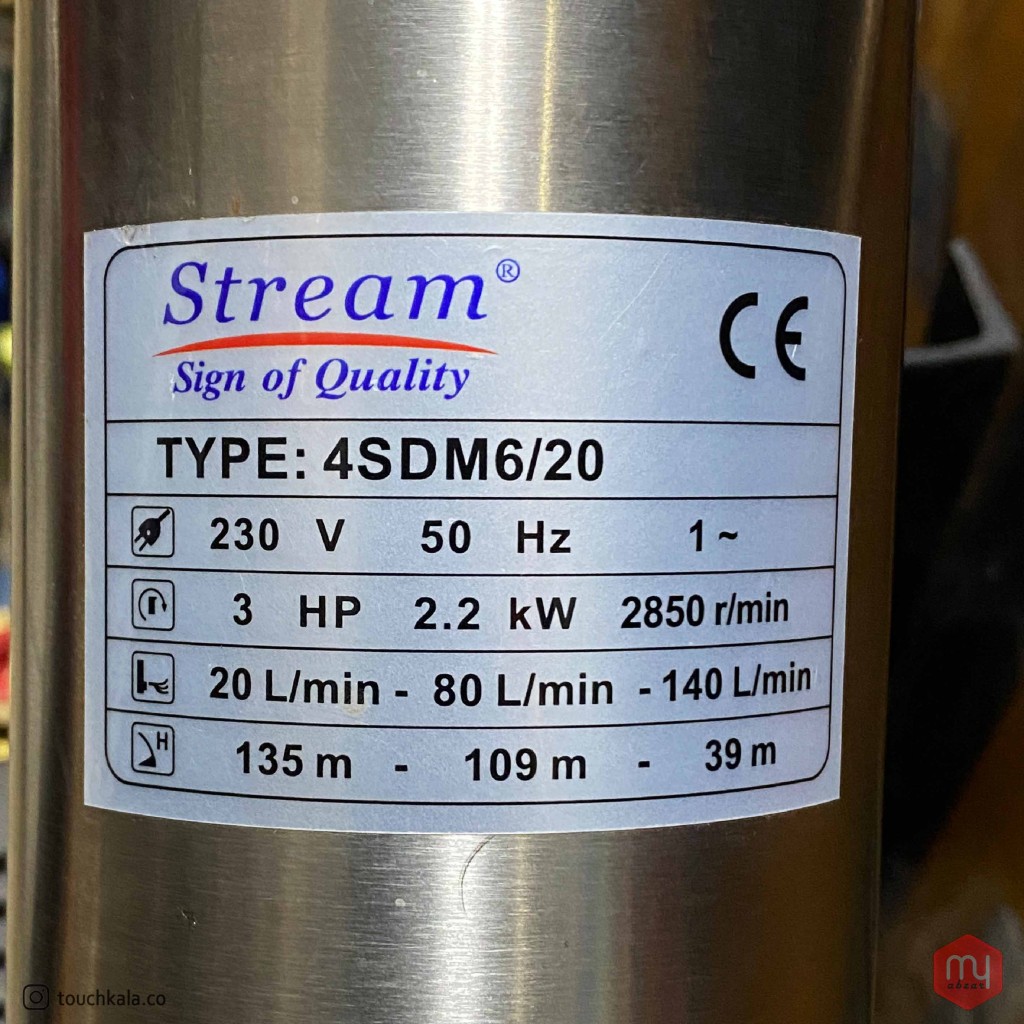 Stream®
Sign of Quality
CE
TYPE: 4SDM6/20
230 V 50 Hz 1 ~
3 HP 2.2 kW 2850 r/min
20 L/min - 80 L/min - 140 L/min
H
135 m - 109 m - 39 m
touchkala.co
my
abzar